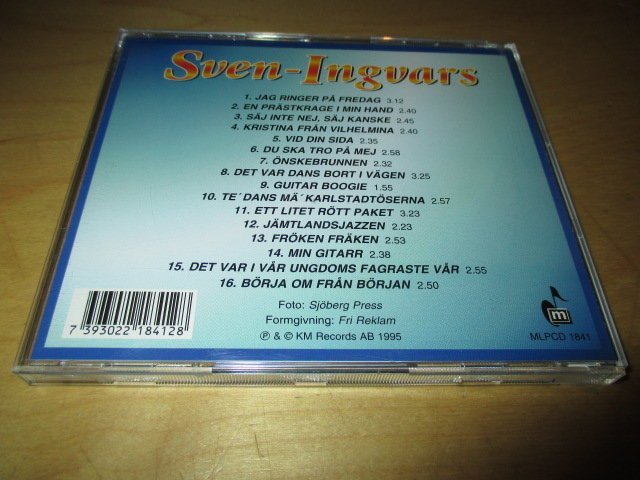 Sven-Ingvars
1. JAG RINGER PÅ FREDAG 3.12
2. EN PRÄSTKRAGE I MIN HAND 2.40
3. SÄJ INTE NEJ, SÄJ KANSKE 2.45
4. KRISTINA FRÅN VILHELMINA 2.40
5. VID DIN SIDA 2.35
6. DU SKA TRO PÅ MEJ 2.58
7. ÖNSKEBRUNNEN 2.32
8. DET VAR DANS BORT I VÄGEN 3.25
9. GUITAR BOOGIE 1.55
10. TE´ DANS MÄ´ KARLSTADTÖSERNA 2.57
11. ETT LITET RÖTT PAKET 3.23
12. JÄMTLANDSJAZZEN 2.23
13. FRÖKEN FRÄKEN 2.53
14. MIN GITARR 2.38
15. DET VAR I VÅR UNGDOMS FAGRASTE VÅR 2.55
16. BÖRJA OM FRÅN BÖRJAN 2.50
Foto: Sjöberg Press
Formgivning: Fri Reklam
℗ & © KM Records AB 1995
7 393022 184128
m
MLPCD 1841